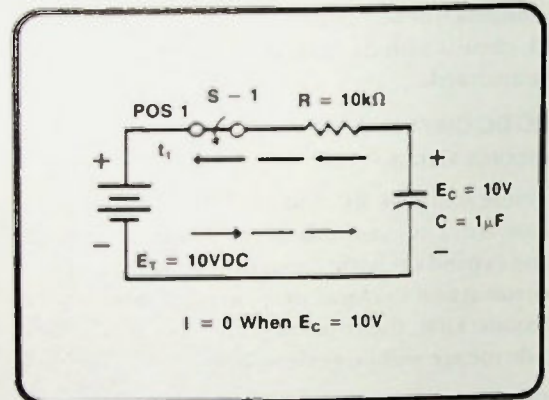 S - 1
R = 10kΩ
POS 1
t₁
+
+
E_C = 10V
C = 1µF
−
−
E_T = 10VDC
I = 0 When E_C = 10V